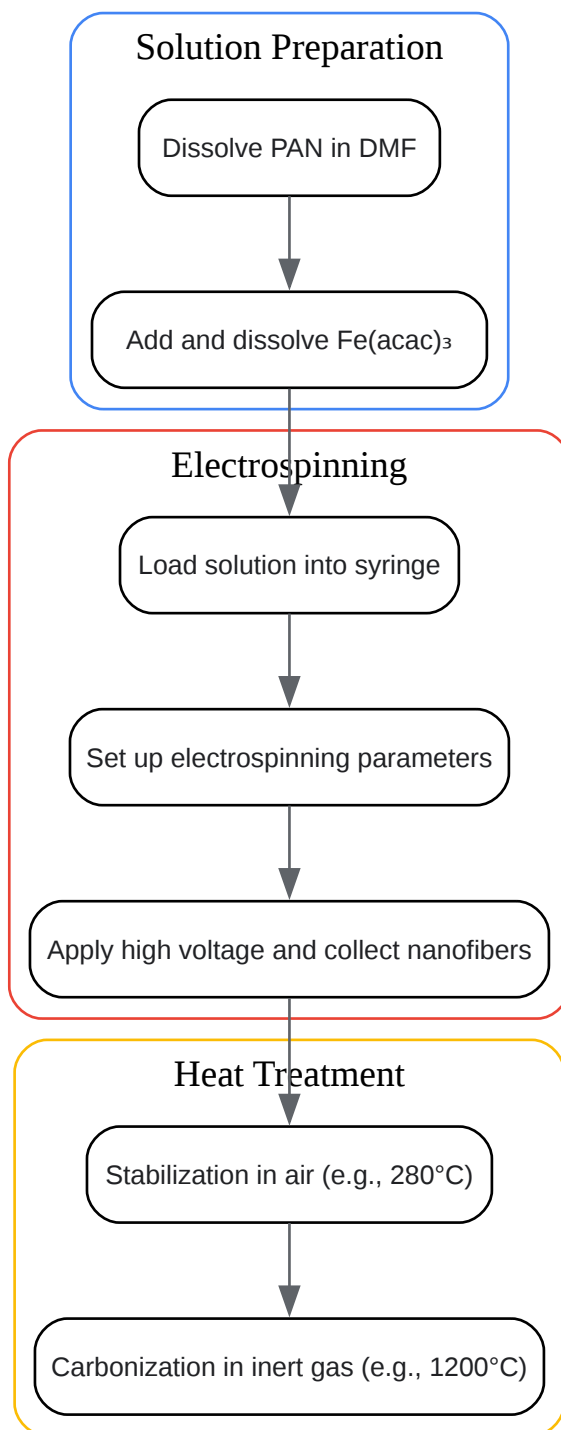 Solution Preparation
Dissolve PAN in DMF
Add and dissolve Fe(acac)₃
Electrospinning
Load solution into syringe
Set up electrospinning parameters
Apply high voltage and collect nanofibers
Heat Treatment
Stabilization in air (e.g., 280°C)
Carbonization in inert gas (e.g., 1200°C)